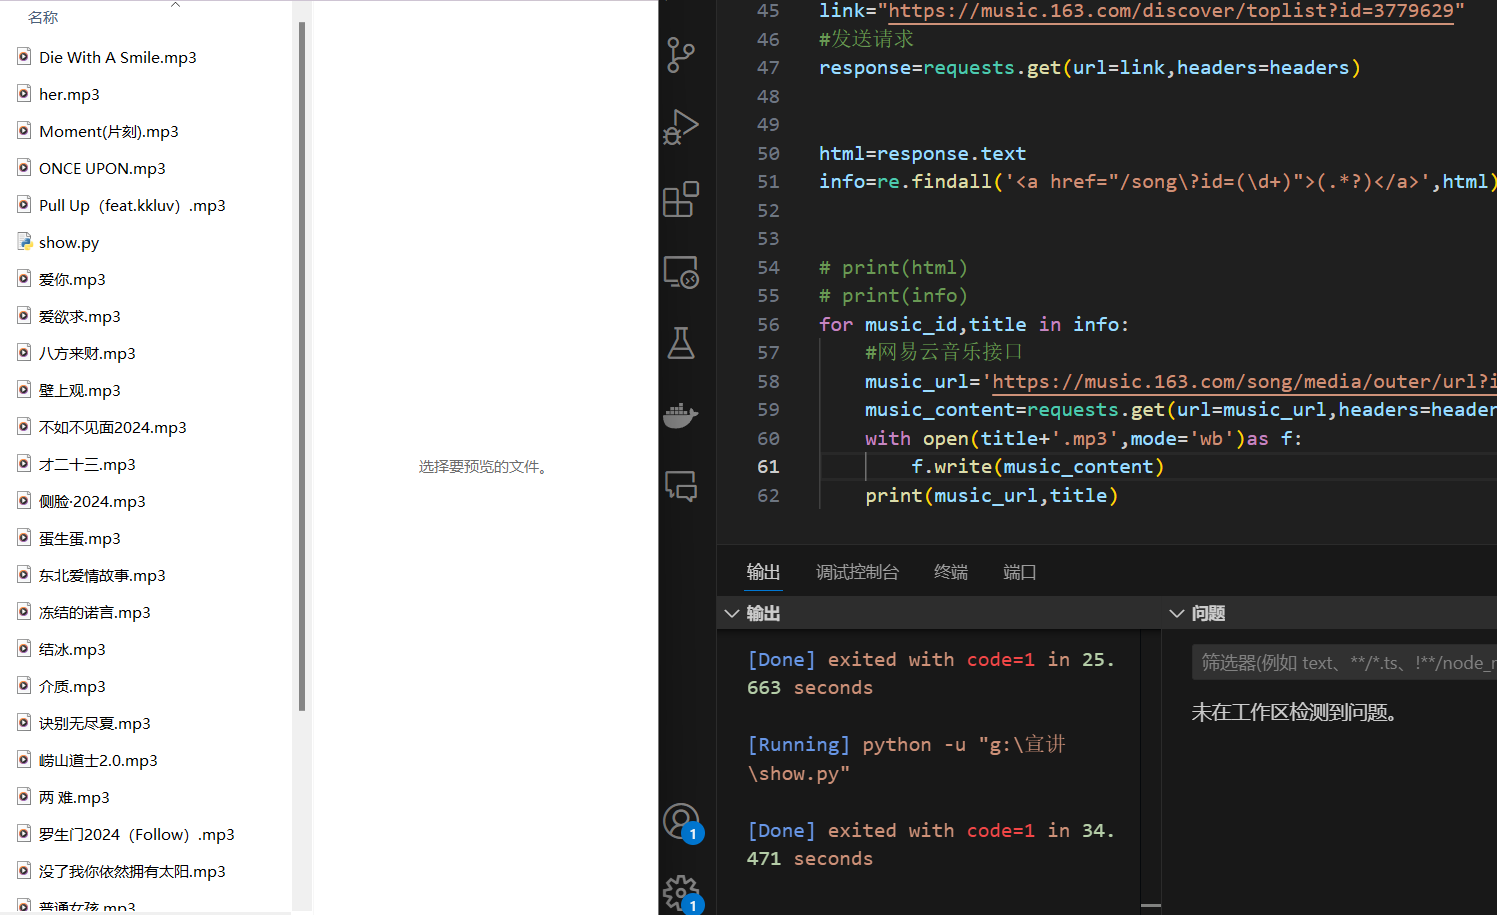 名称
Die With A Smile.mp3
her.mp3
Moment(片刻).mp3
ONCE UPON.mp3
Pull Up（feat.kkluv）.mp3
show.py
爱你.mp3
爱欲求.mp3
八方来财.mp3
壁上观.mp3
不如不见面2024.mp3
才二十三.mp3
侧脸·2024.mp3
蛋生蛋.mp3
东北爱情故事.mp3
冻结的诺言.mp3
结冰.mp3
介质.mp3
诀别无尽夏.mp3
崂山道士2.0.mp3
两 难.mp3
罗生门2024（Follow）.mp3
没了我你依然拥有太阳.mp3
普通女孩.mp3
选择要预览的文件。
45 link="https://music.163.com/discover/toplist?id=3779629"
46 #发送请求
47 response=requests.get(url=link,headers=headers)
48
49
50 html=response.text
51 info=re.findall('<a href="/song\?id=(\d+)">(.*?)</a>',html)
52
53
54 # print(html)
55 # print(info)
56 for music_id,title in info:
57 #网易云音乐接口
58 music_url='https://music.163.com/song/media/outer/url?i
59 music_content=requests.get(url=music_url,headers=header
60 with open(title+'.mp3',mode='wb')as f:
61 f.write(music_content)
62 print(music_url,title)
输出 调试控制台 终端 端口
输出
[Done] exited with code=1 in 25.
663 seconds
[Running] python -u "g:\宣讲
\show.py"
[Done] exited with code=1 in 34.
471 seconds
问题
筛选器(例如 text、**/*.ts、!**/node_r
未在工作区检测到问题。
1
1